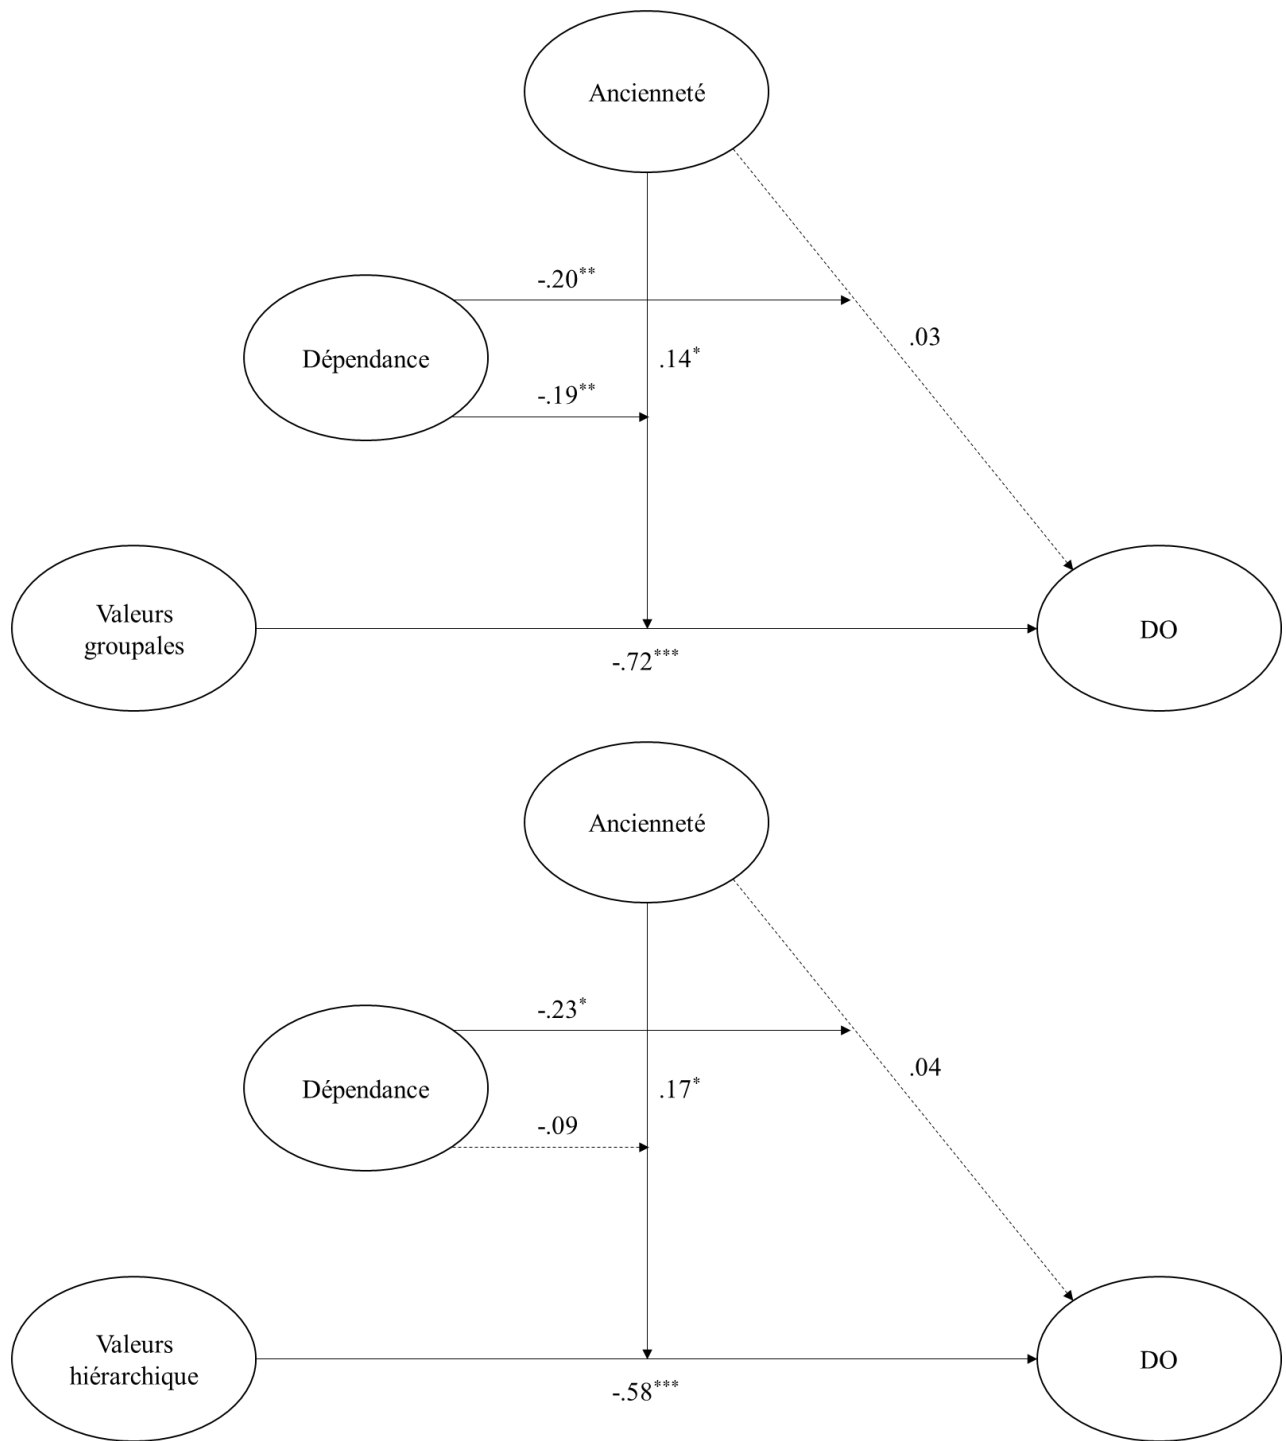 Ancienneté
-.20**
.03
Dépendance
.14*
-.19**
Valeurs
groupales
DO
-.72***
Ancienneté
-.23*
.04
Dépendance
.17*
-.09
Valeurs
hiérarchique
DO
-.58***